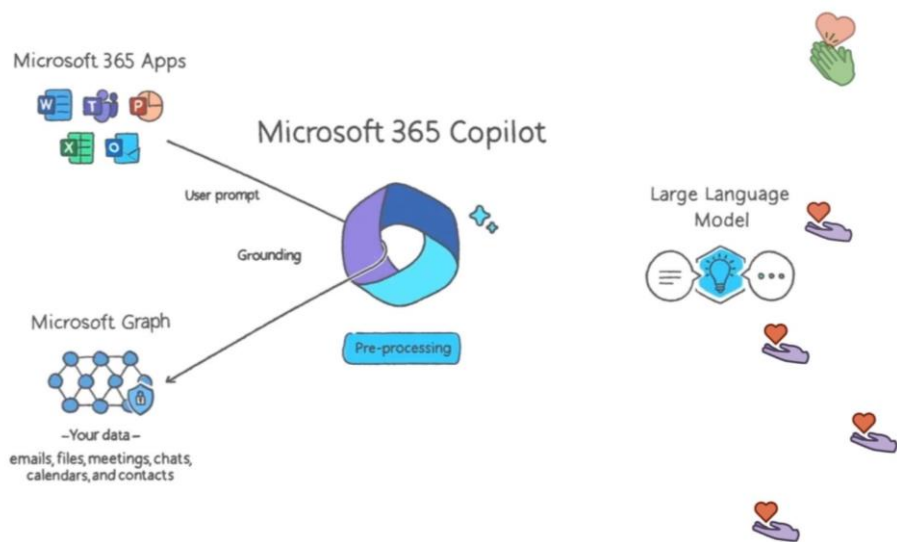 Microsoft 365 Apps
W
T
P
X
O
Microsoft 365 Copilot
User prompt
Grounding
Large Language
Model
Microsoft Graph
Pre-processing
–Your data–
emails, files, meetings, chats,
calendars, and contacts